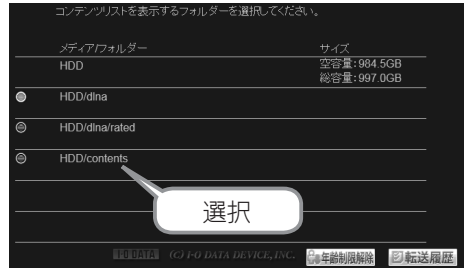 コンテンツリストを表示するフォルダーを選択してください。
メディア/フォルダー サイズ
HDD 空容量:984.5GB
総容量:997.0GB
HDD/dlna
HDD/dlna/rated
HDD/contents
選択
I-O DATA (C) I-O DATA DEVICE, INC. 年齢制限解除 転送履歴